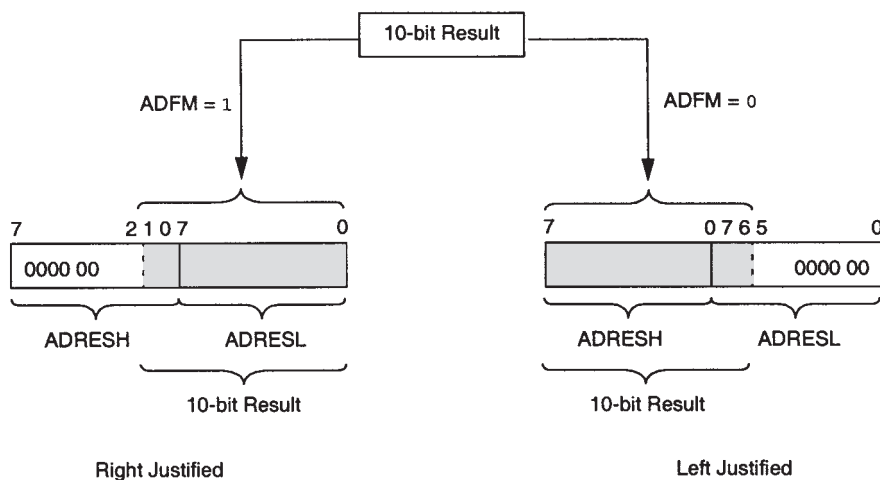 10-bit Result
ADFM = 1
ADFM = 0
7 2 1 0 7 0
7 0 7 6 5 0
0000 00
0000 00
ADRESH ADRESL
ADRESH ADRESL
10-bit Result
10-bit Result
Right Justified
Left Justified